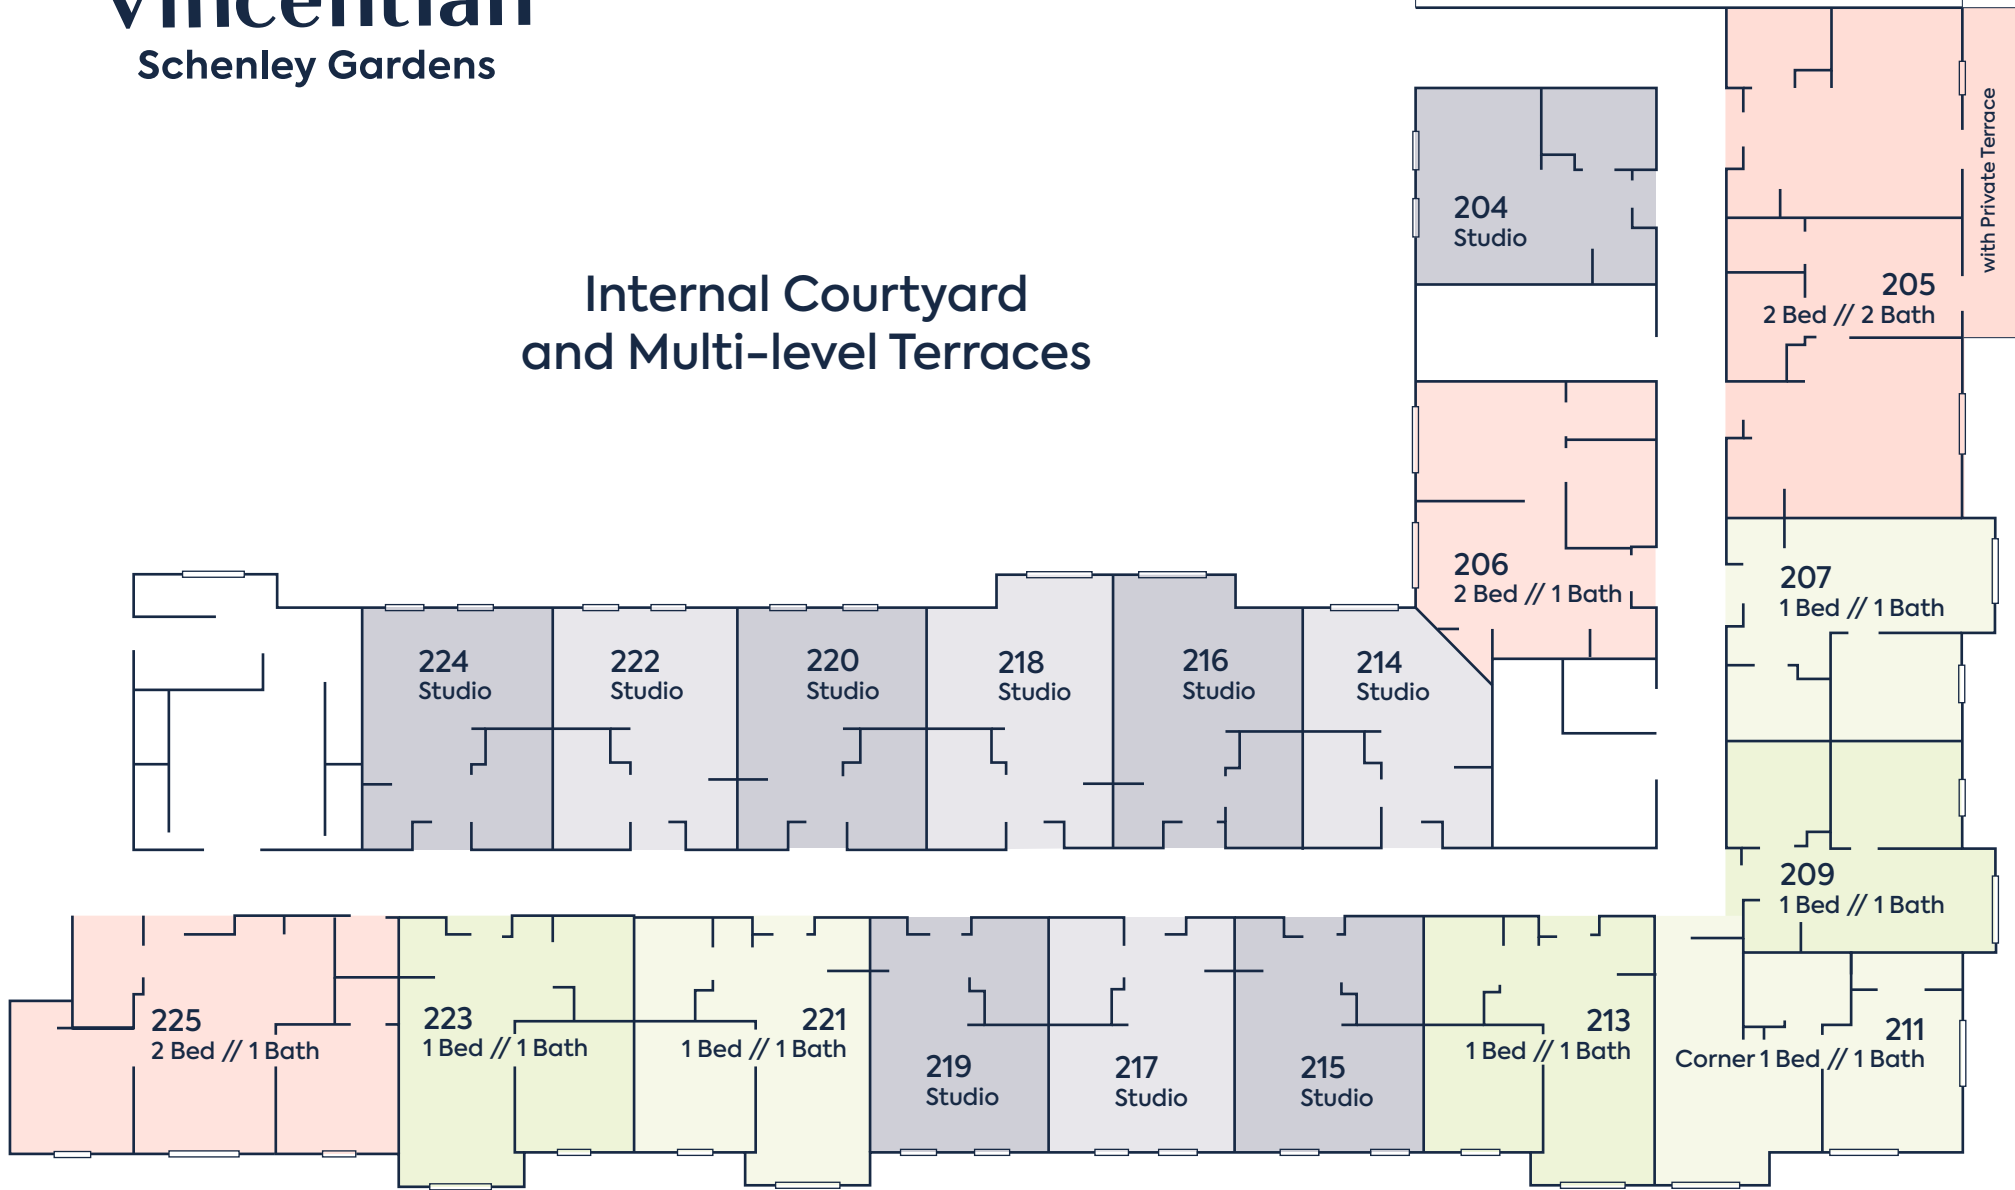 Vincentian
Schenley Gardens
Internal Courtyard
and Multi-level Terraces
204
Studio
with Private Terrace
205
2 Bed // 2 Bath
206
2 Bed // 1 Bath
207
1 Bed // 1 Bath
224
Studio
222
Studio
220
Studio
218
Studio
216
Studio
214
Studio
209
1 Bed // 1 Bath
225
2 Bed // 1 Bath
223
1 Bed // 1 Bath
221
1 Bed // 1 Bath
219
Studio
217
Studio
215
Studio
213
1 Bed // 1 Bath
211
Corner 1 Bed // 1 Bath